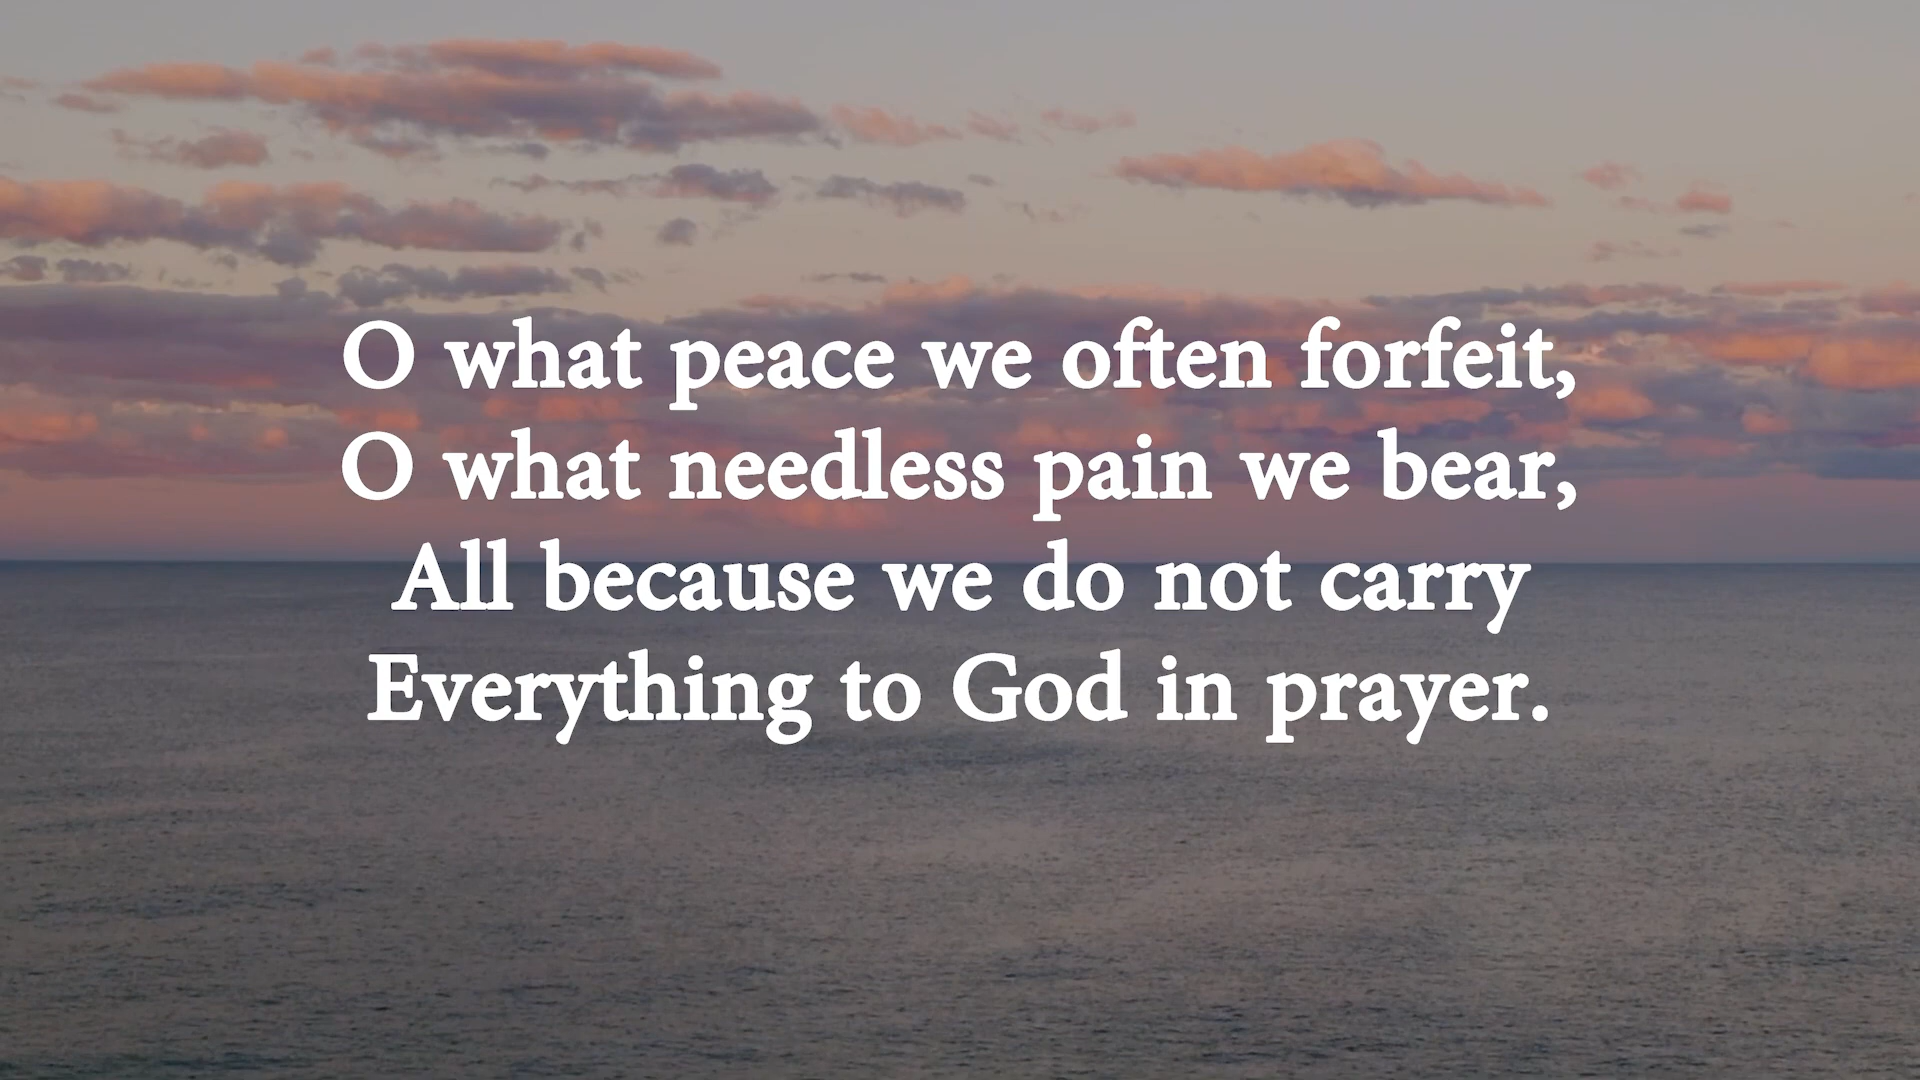 O what peace we often forfeit,
O what needless pain we bear,
All because we do not carry
Everything to God in prayer.